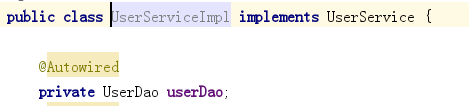 public class UserServiceImpl implements UserService {
@Autowired
private UserDao userDao;